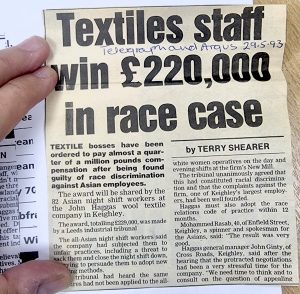 Textiles staff
Telegraph and Argus 29.5.93
win £220,000
in race case
TEXTILE bosses have been
ordered to pay almost a quar-
ter of a million pounds com-
pensation after being found
guilty of race discrimination
against Asian employees.
The award will be shared by the
82 Asian night shift workers at
the John Haggas wool textile
company in Keighley.
The award, totalling £219,000, was
made by a Leeds industrial tribunal
The all-Asian night shift workers said
the company had subjected them to
unfair practices, including a threat to
them and close the night shift down,
to persuade them to adopt new
working methods.
tribunal had heard the same
had not been applied to the all-
by TERRY SHEARER
white women operatives on the day and
evening shifts at the firm's New Mill.
The tribunal unanimously agreed that
this had constituted racial discrimina-
tion and that the complaints against the
firm, one of Keighley's largest employ-
ers, had been well founded.
Haggas must also adopt the race
relations code of practice within 12
months.
Mohammed Rasab, 40, of Enfield Street,
Keighley, a spinner and spokesman for
the Asians, said: "The result was very
good.
Haggas general manager John Ginty, of
Cross Roads, Keighley, said after the
hearing that the protracted negotiations
had been a very stressful time for the
company. "We need time to think and to
consult on the question of appealing